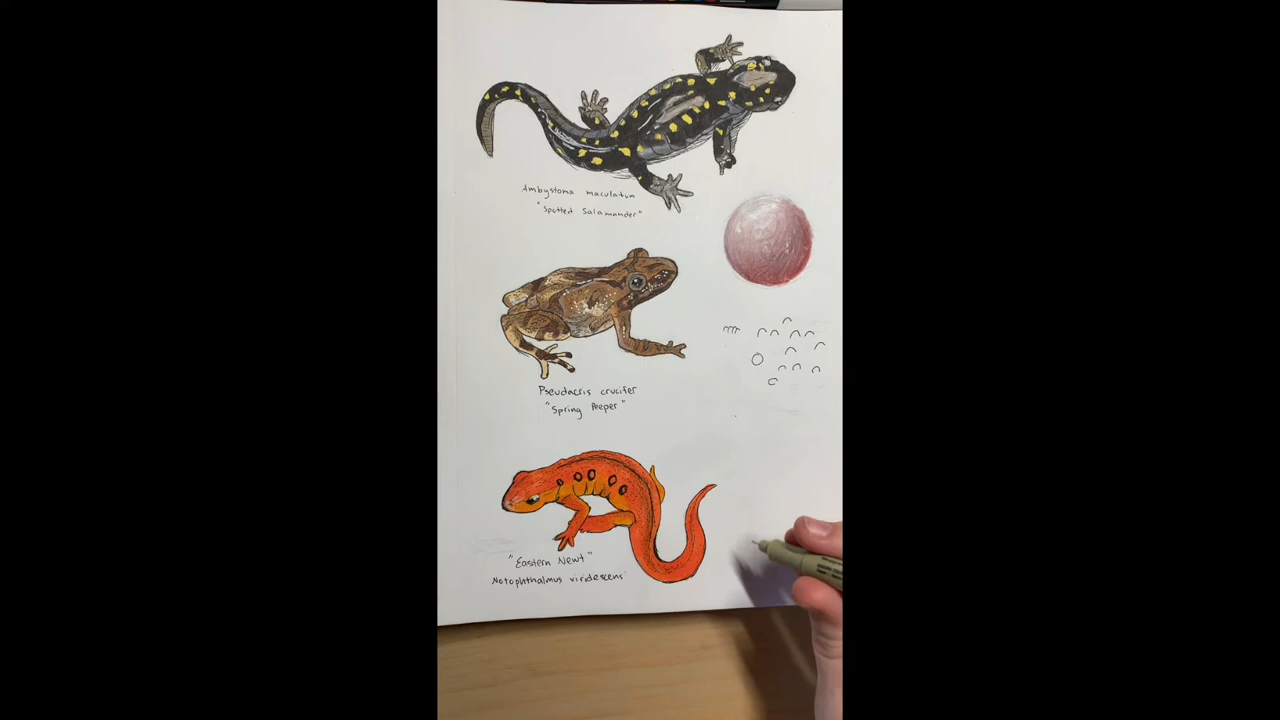 Ambystoma maculatum
"Spotted Salamander"
Pseudacris crucifer
"Spring Peeper"
"Eastern Newt"
Notophthalmus viridescens